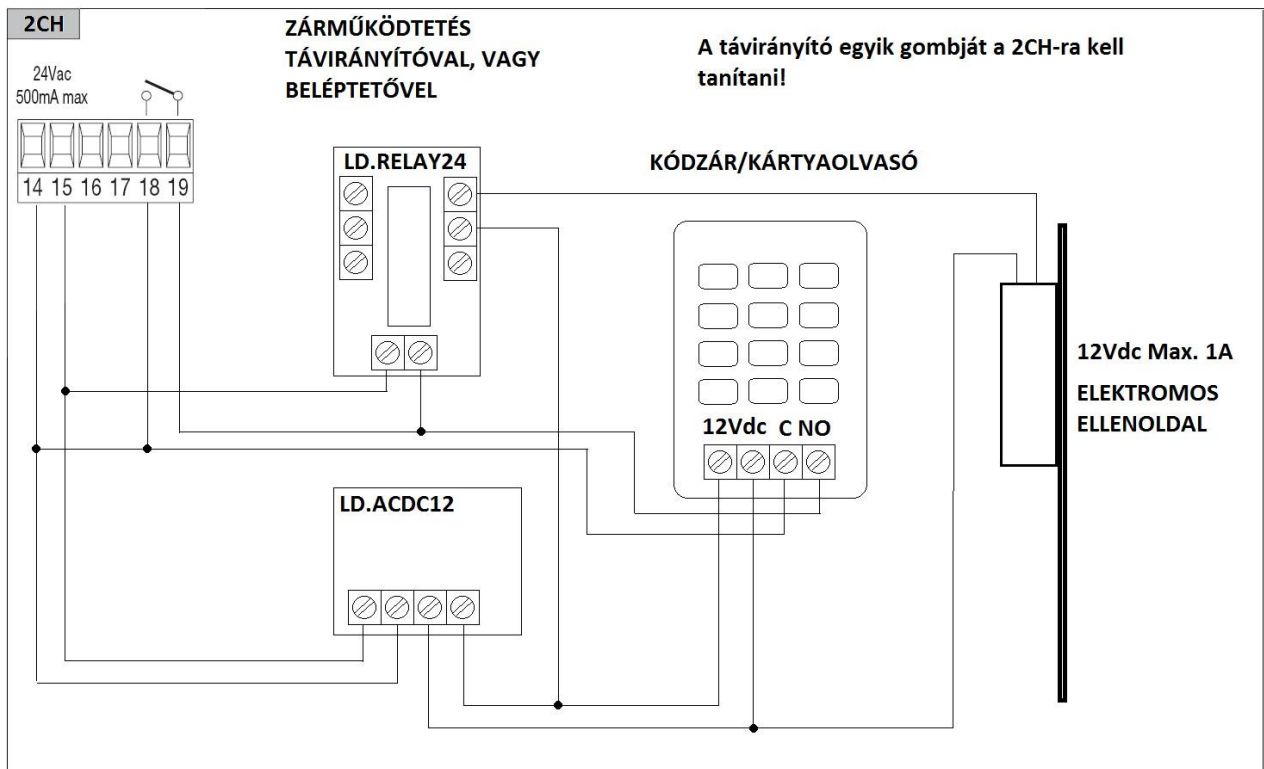 2CH
ZÁRMŰKÖDTETÉS
TÁVIRÁNYÍTÓVAL, VAGY
BELÉPTETŐVEL
A távirányító egyik gombját a 2CH-ra kell
tanítani!
24Vac
500mA max
14 15 16 17 18 19
LD.RELAY24
KÓDZÁR/KÁRTYAOLVASÓ
12Vdc C NO
12Vdc Max. 1A
ELEKTROMOS
ELLENOLDAL
LD.ACDC12